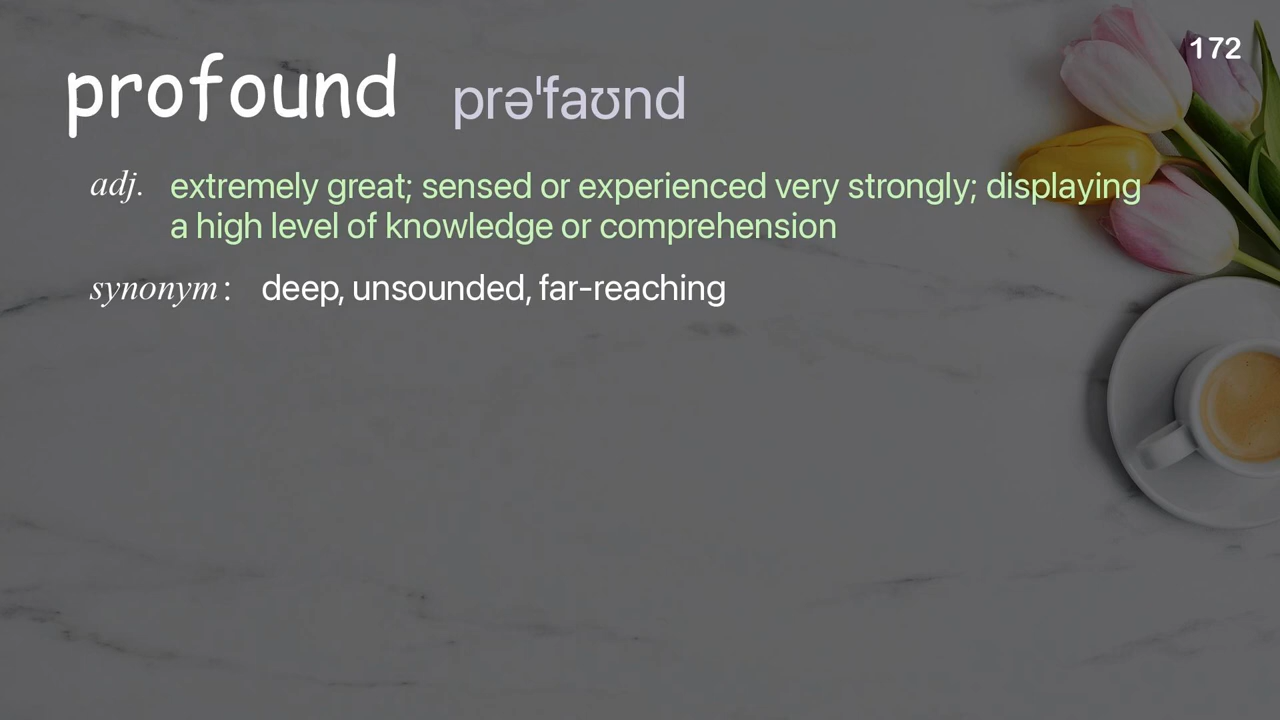 172
profound prəˈfaʊnd
adj. extremely great; sensed or experienced very strongly; displaying
a high level of knowledge or comprehension
synonym: deep, unsounded, far-reaching